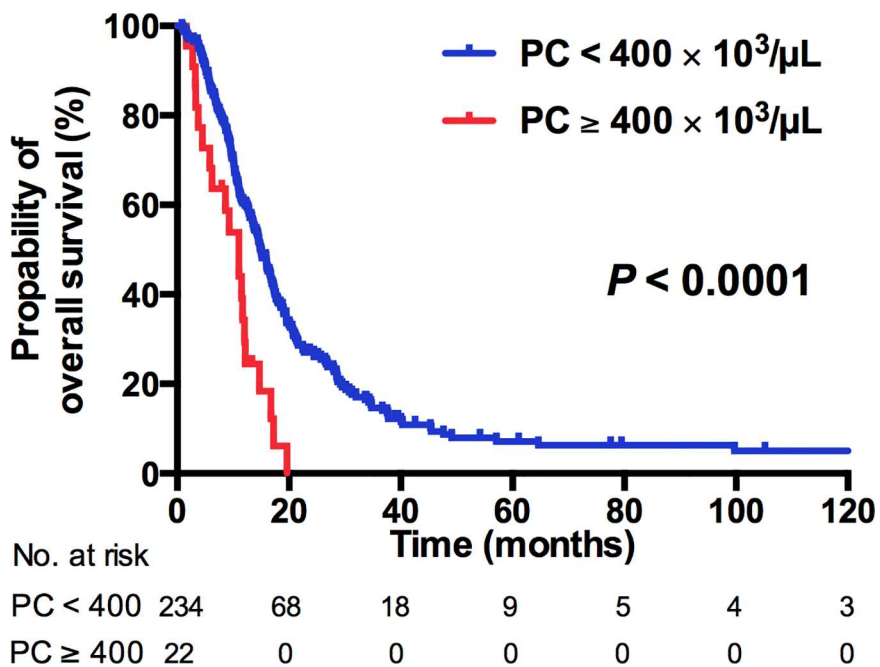 Propability of
overall survival (%)
100
80
60
40
20
0
PC < 400 × 10³/µL
PC ≥ 400 × 10³/µL
P < 0.0001
0 20 40 60 80 100 120
Time (months)
No. at risk
PC < 400 234 68 18 9 5 4 3
PC ≥ 400 22 0 0 0 0 0 0